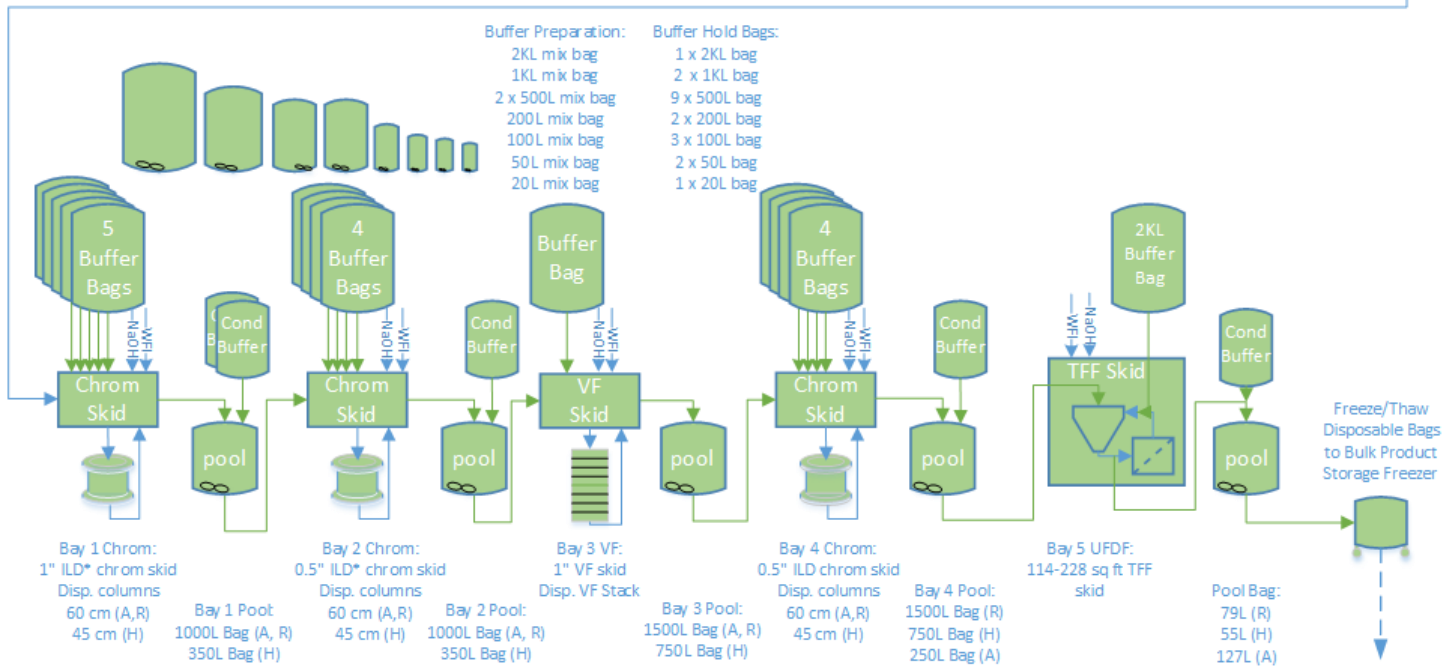 Buffer Preparation:
2KL mix bag
1KL mix bag
2 x 500L mix bag
200L mix bag
100L mix bag
50L mix bag
20L mix bag
Buffer Hold Bags:
1 x 2KL bag
2 x 1KL bag
9 x 500L bag
2 x 200L bag
3 x 100L bag
2 x 50L bag
1 x 20L bag
5
Buffer
Bags
NaOH
WFI
Cond
Buffer
Chrom
Skid
pool
4
Buffer
Bags
NaOH
WFI
Cond
Buffer
Chrom
Skid
pool
Buffer
Bag
NaOH
WFI
VF
Skid
pool
4
Buffer
Bags
NaOH
WFI
Cond
Buffer
Chrom
Skid
pool
2KL
Buffer
Bag
WFI
NaOH
TFF Skid
Cond
Buffer
pool
Freeze/Thaw
Disposable Bags
to Bulk Product
Storage Freezer
Bay 1 Chrom:
1" ILD* chrom skid
Disp. columns
60 cm (A,R)
45 cm (H)
Bay 1 Pool:
1000L Bag (A, R)
350L Bag (H)
Bay 2 Chrom:
0.5" ILD* chrom skid
Disp. columns
60 cm (A,R)
45 cm (H)
Bay 2 Pool:
1000L Bag (A, R)
350L Bag (H)
Bay 3 VF:
1" VF skid
Disp. VF Stack
Bay 3 Pool:
1500L Bag (A, R)
750L Bag (H)
Bay 4 Chrom:
0.5" ILD chrom skid
Disp. columns
60 cm (A,R)
45 cm (H)
Bay 4 Pool:
1500L Bag (R)
750L Bag (H)
250L Bag (A)
Bay 5 UFDF:
114-228 sq ft TFF
skid
Pool Bag:
79L (R)
55L (H)
127L (A)